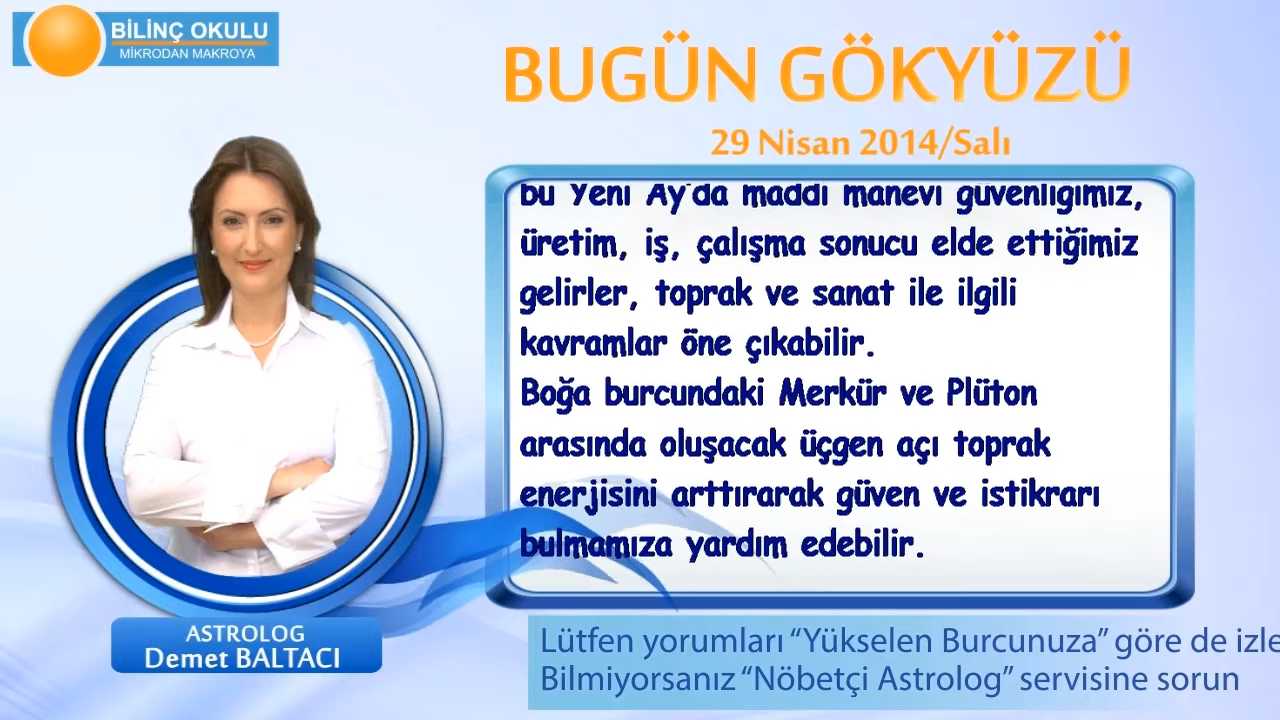 BİLİNÇ OKULU
MİKRODAN MAKROYA
BUGÜN GÖKYÜZÜ
29 Nisan 2014/Salı
bu Yeni Ay'da maddi manevi güvenliğimiz,
üretim, iş, çalışma sonucu elde ettiğimiz
gelirler, toprak ve sanat ile ilgili
kavramlar öne çıkabilir.
Boğa burcundaki Merkür ve Plüton
arasında oluşacak üçgen açı toprak
enerjisini arttırarak güven ve istikrarı
bulmamıza yardım edebilir.
ASTROLOG
Demet BALTACI
Lütfen yorumları “Yükselen Burcunuza” göre de izle
Bilmiyorsanız “Nöbetçi Astrolog” servisine sorun